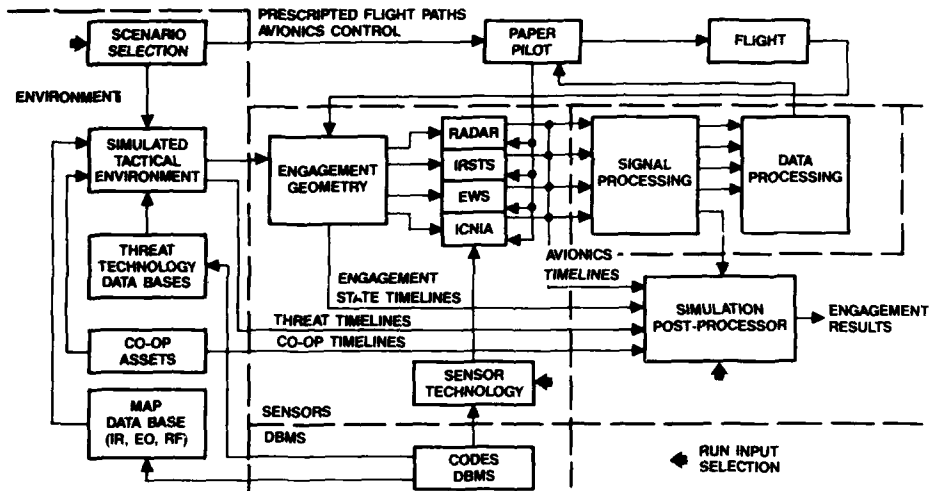 PRESCRIPTED FLIGHT PATHS
AVIONICS CONTROL
SCENARIO
SELECTION
PAPER
PILOT
FLIGHT
ENVIRONMENT
SIMULATED
TACTICAL
ENVIRONMENT
ENGAGEMENT
GEOMETRY
RADAR
IRSTS
EWS
ICNIA
SIGNAL
PROCESSING
DATA
PROCESSING
THREAT
TECHNOLOGY
DATA BASES
ENGAGEMENT
STATE TIMELINES
AVIONICS
TIMELINES
SIMULATION
POST-PROCESSOR
ENGAGEMENT
RESULTS
THREAT TIMELINES
CO-OP TIMELINES
CO-OP
ASSETS
SENSOR
TECHNOLOGY
MAP
DATA BASE
(IR, EO, RF)
SENSORS
DBMS
CODES
DBMS
RUN INPUT
SELECTION